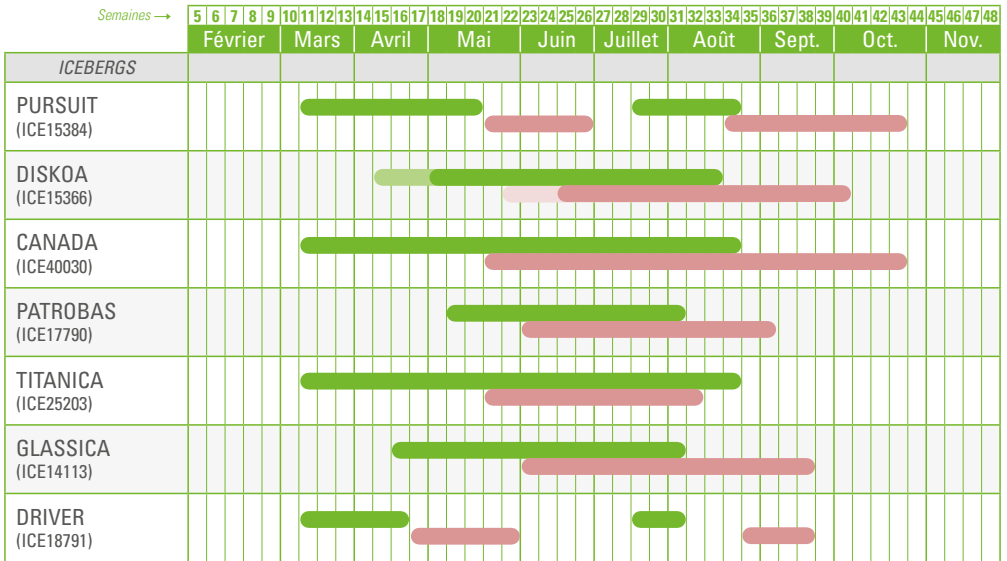 Semaines → 5 6 7 8 9 10 11 12 13 14 15 16 17 18 19 20 21 22 23 24 25 26 27 28 29 30 31 32 33 34 35 36 37 38 39 40 41 42 43 44 45 46 47 48
Février Mars Avril Mai Juin Juillet Août Sept. Oct. Nov.
ICEBERGS
PURSUIT
(ICE15384)
DISKOA
(ICE15366)
CANADA
(ICE40030)
PATROBAS
(ICE17790)
TITANICA
(ICE25203)
GLASSICA
(ICE14113)
DRIVER
(ICE18791)